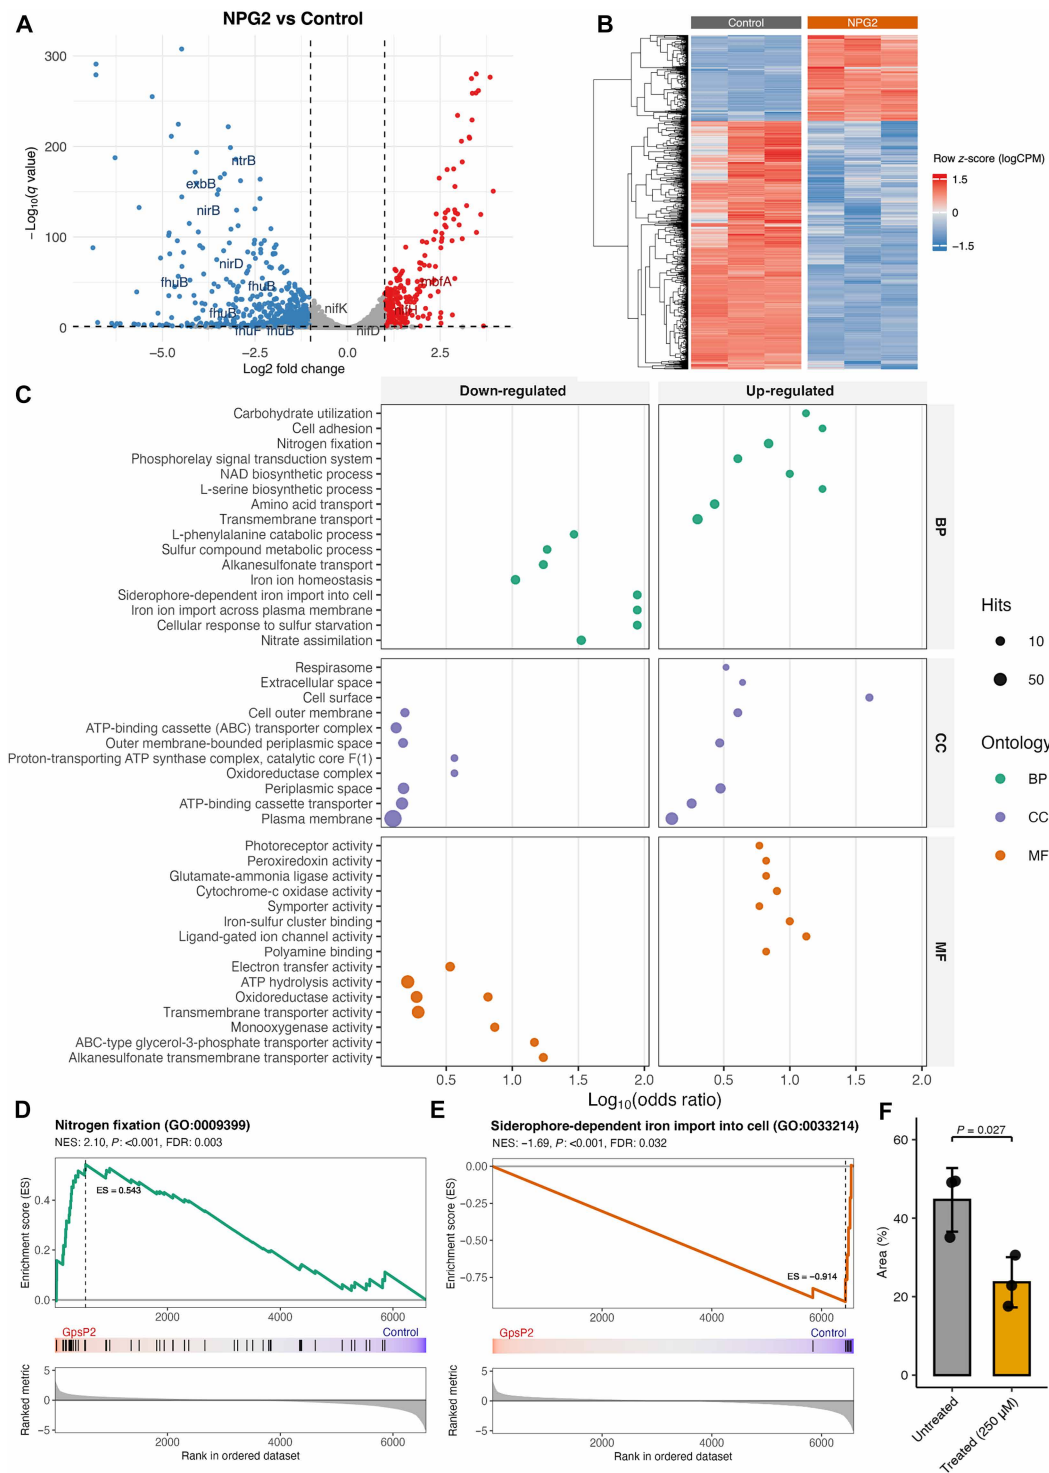 A
NPG2 vs Control
− Log10(q value)
300
200
100
0
ntrB
exbB
nirB
nirD
fhuB
fhuB
fhuB
fhuF
fhuB
nifK
nifD
nifH
−5.0
−2.5
0.0
2.5
Log2 fold change
B
Control
NPG2
Row z-score (logCPM)
1.5
0
−1.5
C
Down-regulated
Up-regulated
Carbohydrate utilization
Cell adhesion
Nitrogen fixation
Phosphorelay signal transduction system
NAD biosynthetic process
L-serine biosynthetic process
Amino acid transport
Transmembrane transport
L-phenylalanine catabolic process
Sulfur compound metabolic process
Alkanesulfonate transport
Iron ion homeostasis
Siderophore-dependent iron import into cell
Iron ion import across plasma membrane
Cellular response to sulfur starvation
Nitrate assimilation
BP
Respirasome
Extracellular space
Cell surface
Cell outer membrane
ATP-binding cassette (ABC) transporter complex
Outer membrane-bounded periplasmic space
Proton-transporting ATP synthase complex, catalytic core F(1)
Oxidoreductase complex
Periplasmic space
ATP-binding cassette transporter
Plasma membrane
CC
Photoreceptor activity
Peroxiredoxin activity
Glutamate-ammonia ligase activity
Cytochrome-c oxidase activity
Symporter activity
Iron-sulfur cluster binding
Ligand-gated ion channel activity
Polyamine binding
Electron transfer activity
ATP hydrolysis activity
Oxidoreductase activity
Transmembrane transporter activity
Monooxygenase activity
ABC-type glycerol-3-phosphate transporter activity
Alkanesulfonate transmembrane transporter activity
MF
0.5 1.0 1.5 2.0 0.5 1.0 1.5 2.0
Log10(odds ratio)
Hits
10
50
Ontology
BP
CC
MF
D
Nitrogen fixation (GO:0009399)
NES: 2.10, P: <0.001, FDR: 0.003
Enrichment score (ES)
0.4
0.2
0.0
ES = 0.543
2000 4000 6000
GpsP2 Control
Ranked metric
5
0
−5
2000 4000 6000
Rank in ordered dataset
E
Siderophore-dependent iron import into cell (GO:0033214)
NES: −1.69, P: <0.001, FDR: 0.032
Enrichment score (ES)
0.00
−0.25
−0.50
−0.75
ES = −0.914
2000 4000 6000
GpsP2 Control
Ranked metric
5
0
−5
2000 4000 6000
Rank in ordered dataset
F
P = 0.027
Area (%)
60
40
20
0
Untreated
Treated (250 µM)